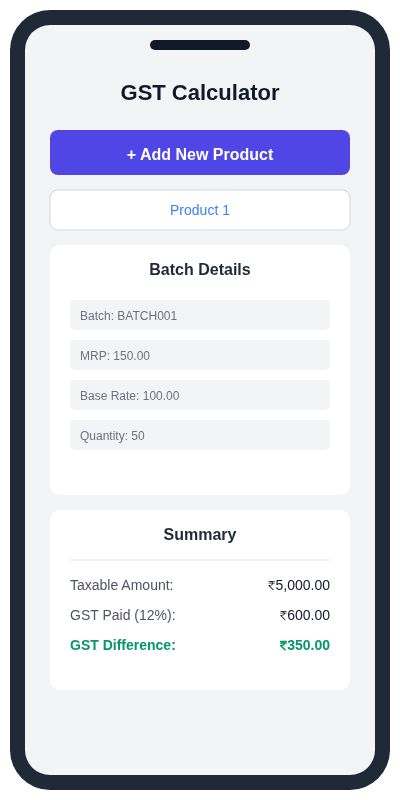 GST Calculator
+ Add New Product
Product 1
Batch Details
Batch: BATCH001
MRP: 150.00
Base Rate: 100.00
Quantity: 50
Summary
Taxable Amount: ₹5,000.00
GST Paid (12%): ₹600.00
GST Difference: ₹350.00